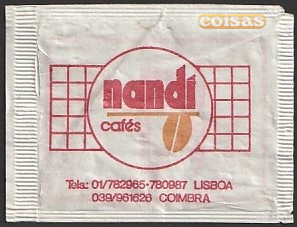 coisas
nandi
cafés
Tels: 01/782965-780987 LISBOA
039/961626 COIMBRA